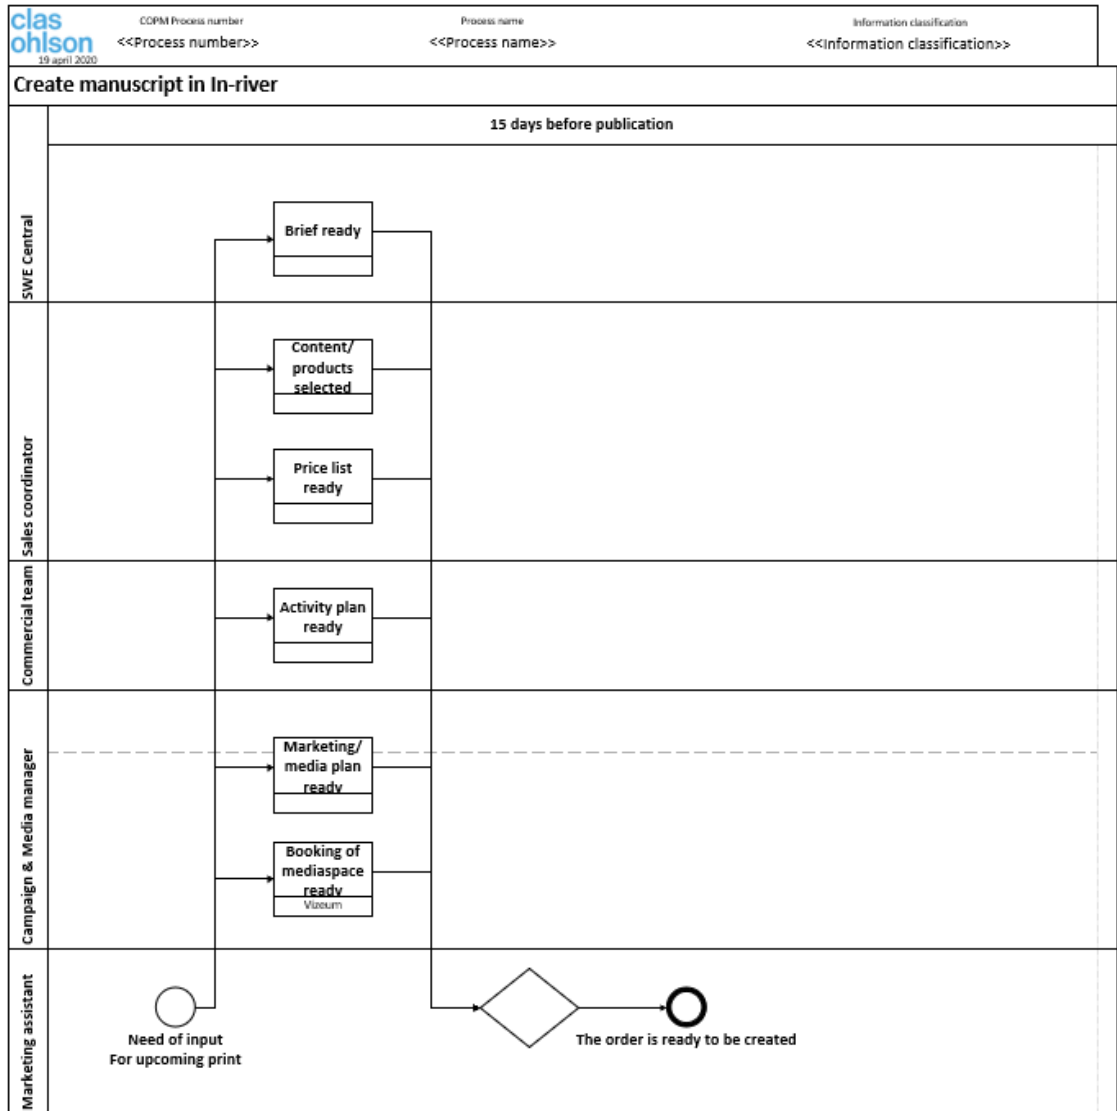 clas
ohlson
19 april 2020
COPM Process number
<<Process number>>
Process name
<<Process name>>
Information classification
<<Information classification>>
Create manuscript in In-river
15 days before publication
SWE Central
Brief ready
Sales coordinator
Content/
products
selected
Price list
ready
Commercial team
Activity plan
ready
Campaign & Media manager
Marketing/
media plan
ready
Booking of
mediaspace
ready
Vizeum
Marketing assistant
Need of input
For upcoming print
The order is ready to be created